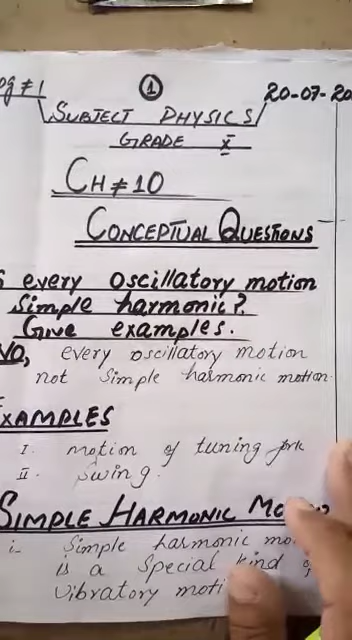 Pg # 1
①
20-07-20
SUBJECT PHYSICS
GRADE X
CH # 10
CONCEPTUAL QUESTIONS
every oscillatory motion
Simple harmonic?
Give examples.
No, every oscillatory motion
not simple harmonic motion.
EXAMPLES
I. motion of tuning fork
II. Swing.
SIMPLE HARMONIC
i- Simple harmonic
is a Special kind
Vibratory